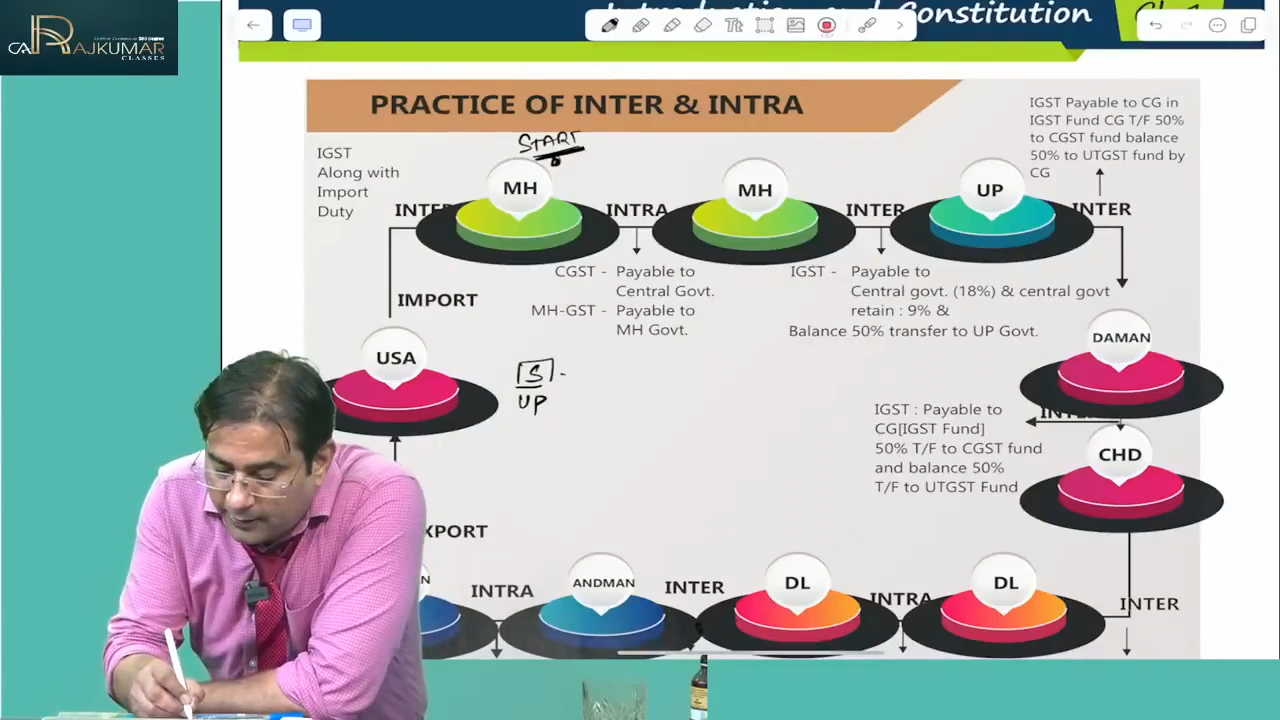 Constitution
CA RAJKUMAR
CLASSES
PRACTICE OF INTER & INTRA
START
IGST
Along with
Import
Duty
IGST Payable to CG in
IGST Fund CG T/F 50%
to CGST fund balance
50% to UTGST fund by
CG
MH
MH
UP
INTER
INTRA
INTER
INTER
CGST - Payable to
Central Govt.
MH-GST - Payable to
MH Govt.
IGST - Payable to
Central govt. (18%) & central govt
retain : 9% &
Balance 50% transfer to UP Govt.
IMPORT
USA
S -
UP
DAMAN
INTER
IGST : Payable to
CG[IGST Fund]
50% T/F to CGST fund
and balance 50%
T/F to UTGST Fund
CHD
XPORT
N
INTRA
ANDMAN
INTER
DL
INTRA
DL
INTER